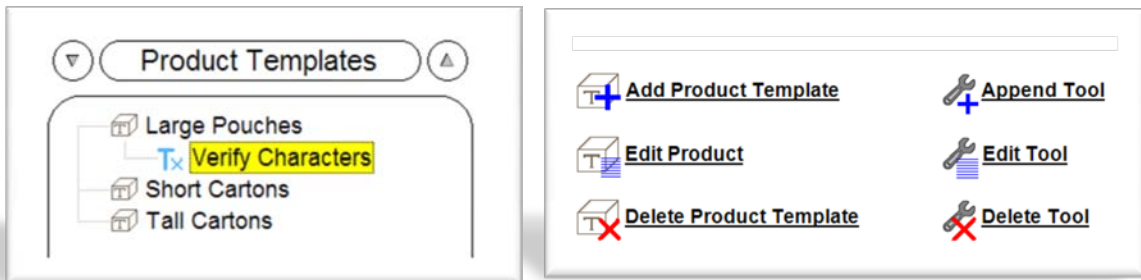 Product Templates
Large Pouches
Tx Verify Characters
Short Cartons
Tall Cartons
Add Product Template
Append Tool
Edit Product
Edit Tool
Delete Product Template
Delete Tool